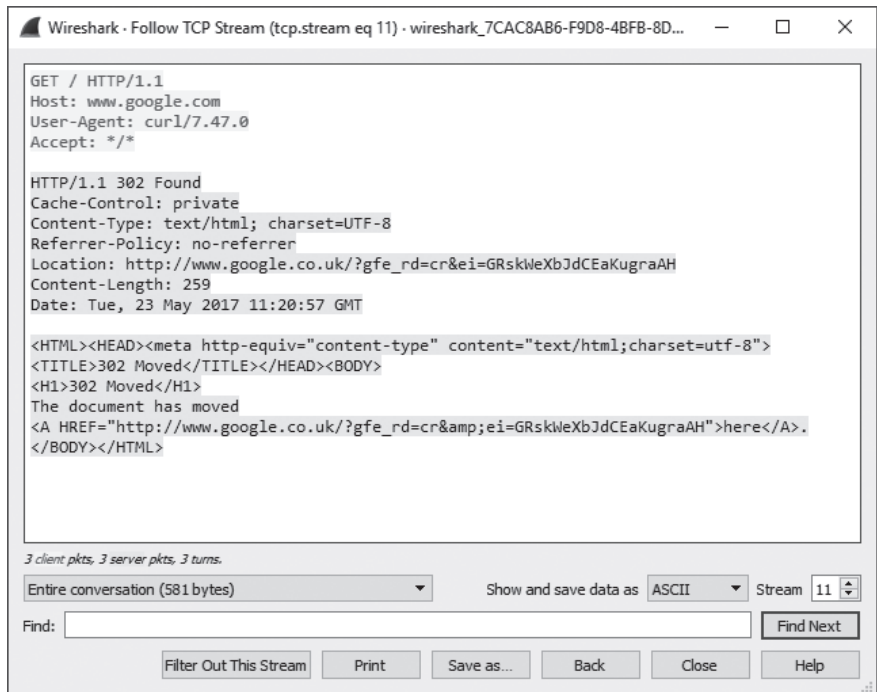 Wireshark · Follow TCP Stream (tcp.stream eq 11) · wireshark_7CAC8AB6-F9D8-4BFB-8D...
GET / HTTP/1.1
Host: www.google.com
User-Agent: curl/7.47.0
Accept: */*
HTTP/1.1 302 Found
Cache-Control: private
Content-Type: text/html; charset=UTF-8
Referrer-Policy: no-referrer
Location: http://www.google.co.uk/?gfe_rd=cr&ei=GRskWeXbJdCEaKugraAH
Content-Length: 259
Date: Tue, 23 May 2017 11:20:57 GMT
<HTML><HEAD><meta http-equiv="content-type" content="text/html;charset=utf-8">
<TITLE>302 Moved</TITLE></HEAD><BODY>
<H1>302 Moved</H1>
The document has moved
<A HREF="http://www.google.co.uk/?gfe_rd=cr&amp;ei=GRskWeXbJdCEaKugraAH">here</A>.
</BODY></HTML>
3 client pkts, 3 server pkts, 3 turns.
Entire conversation (581 bytes) Show and save data as ASCII Stream 11
Find: Find Next
Filter Out This Stream Print Save as... Back Close Help